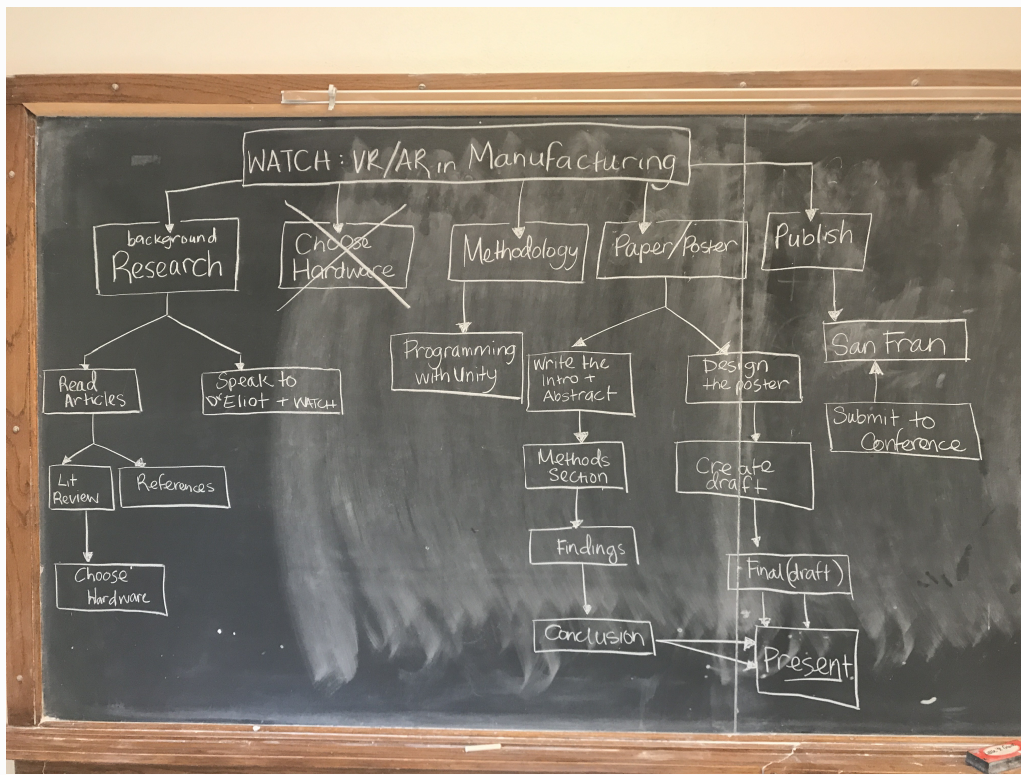 WATCH: VR/AR in Manufacturing
background
Research
Choose
Hardware
Methodology
Paper/Poster
Publish
Read
Articles
Speak to
Dr Eliot + WATCH
Programming
with Unity
Write the
Intro +
Abstract
Design
the poster
San Fran
Submit to
Conference
Lit
Review
References
Methods
Section
Create
draft
Choose
Hardware
Findings
Final (draft)
Conclusion
Present